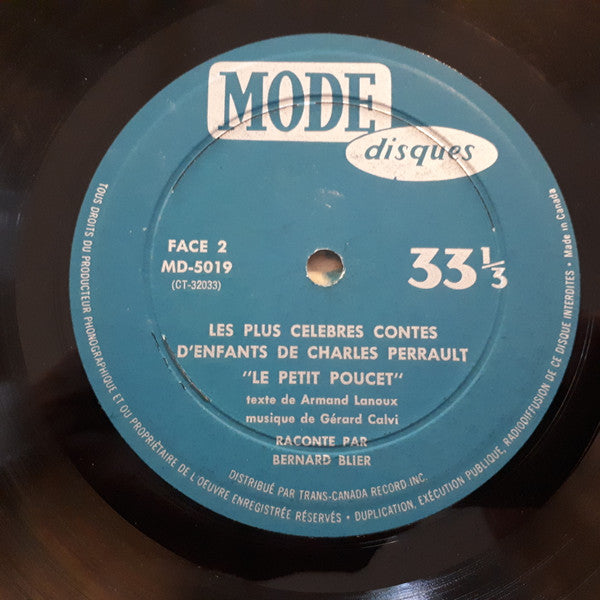 MODE
disques
FACE 2
MD-5019
(CT-32033)
33⅓
LES PLUS CELEBRES CONTES
D'ENFANTS DE CHARLES PERRAULT
"LE PETIT POUCET"
texte de Armand Lanoux
musique de Gérard Calvi
RACONTE PAR
BERNARD BLIER
DISTRIBUÉ PAR TRANS-CANADA RECORD INC.
TOUS DROITS DU PRODUCTEUR PHONOGRAPHIQUE ET DU PROPRIÉTAIRE DE L'OEUVRE ENREGISTRÉE RÉSERVÉS • DUPLICATION, EXÉCUTION PUBLIQUE, RADIODIFFUSION DE CE DISQUE INTERDITES • Made in Canada